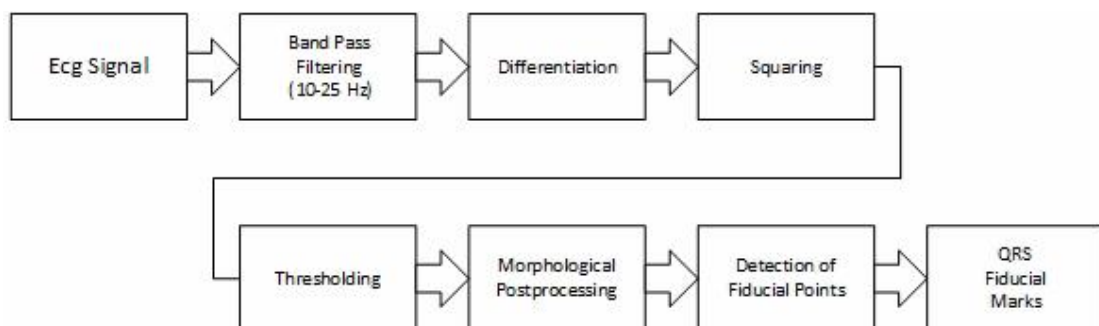 Ecg Signal
Band Pass
Filtering
(10-25 Hz)
Differentiation
Squaring
Thresholding
Morphological
Postprocessing
Detection of
Fiducial Points
QRS
Fiducial
Marks